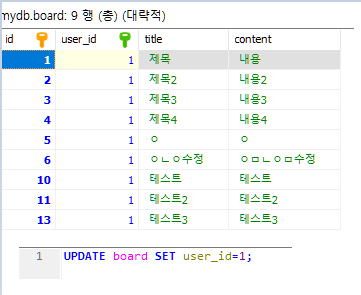 mydb.board: 9 행 (총) (대략적)
id user_id title content
1 1 제목 내용
2 1 제목2 내용2
3 1 제목3 내용3
4 1 제목4 내용4
5 1 ㅇ ㅇ
6 1 ㅇㄴㅇ수정 ㅇㅁㄴㅇㅁ수정
10 1 테스트 테스트
11 1 테스트2 테스트2
13 1 테스트3 테스트3
1 UPDATE board SET user_id=1;